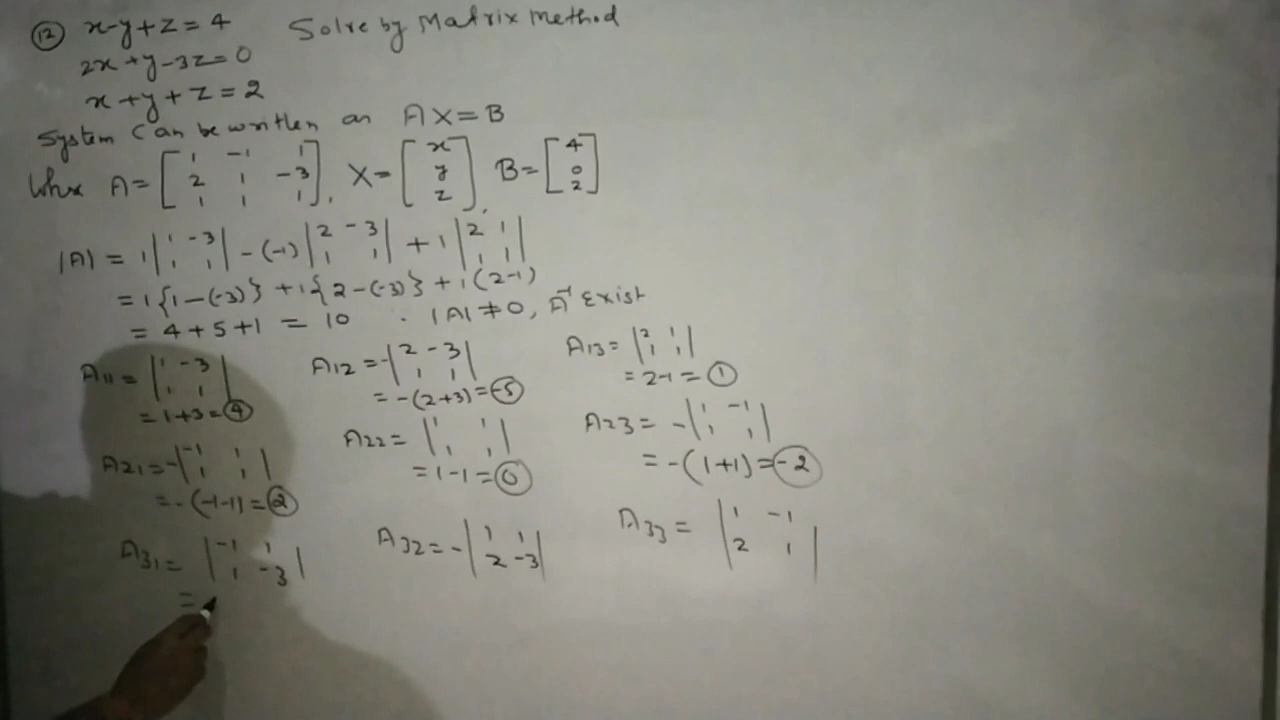 (12) x-y+z=4 Solve by Matrix Method
2x+y-3z=0
x+y+z=2
System Can be written an AX=B
Whx A=[1 -1 1; 2 1 -3; 1 1 1], X=[x; y; z], B=[4; 0; 2]
|A| = 1|1 -3; 1 1| -(-1)|2 -3; 1 1| +1|2 1; 1 1|
=1{1-(-3)} +1{2-(-3)} +1(2-1)
= 4+5+1 = 10 . |A|≠0, A⁻¹ Exist
A11=|1 -3; 1 1| A12=-|2 -3; 1 1| A13=|2 1; 1 1|
=1+3=(4) =-(2+3)=(-5) =2-1=(1)
A21=-|-1 1; 1 1| A22=|1 1; 1 1| A23=-|1 -1; 1 1|
=-(-1-1)=(2) =1-1=(0) =-(1+1)=(-2)
A31=|-1 1; 1 -3| A32=-|1 1; 2 -3| A33=|1 -1; 2 1|
=